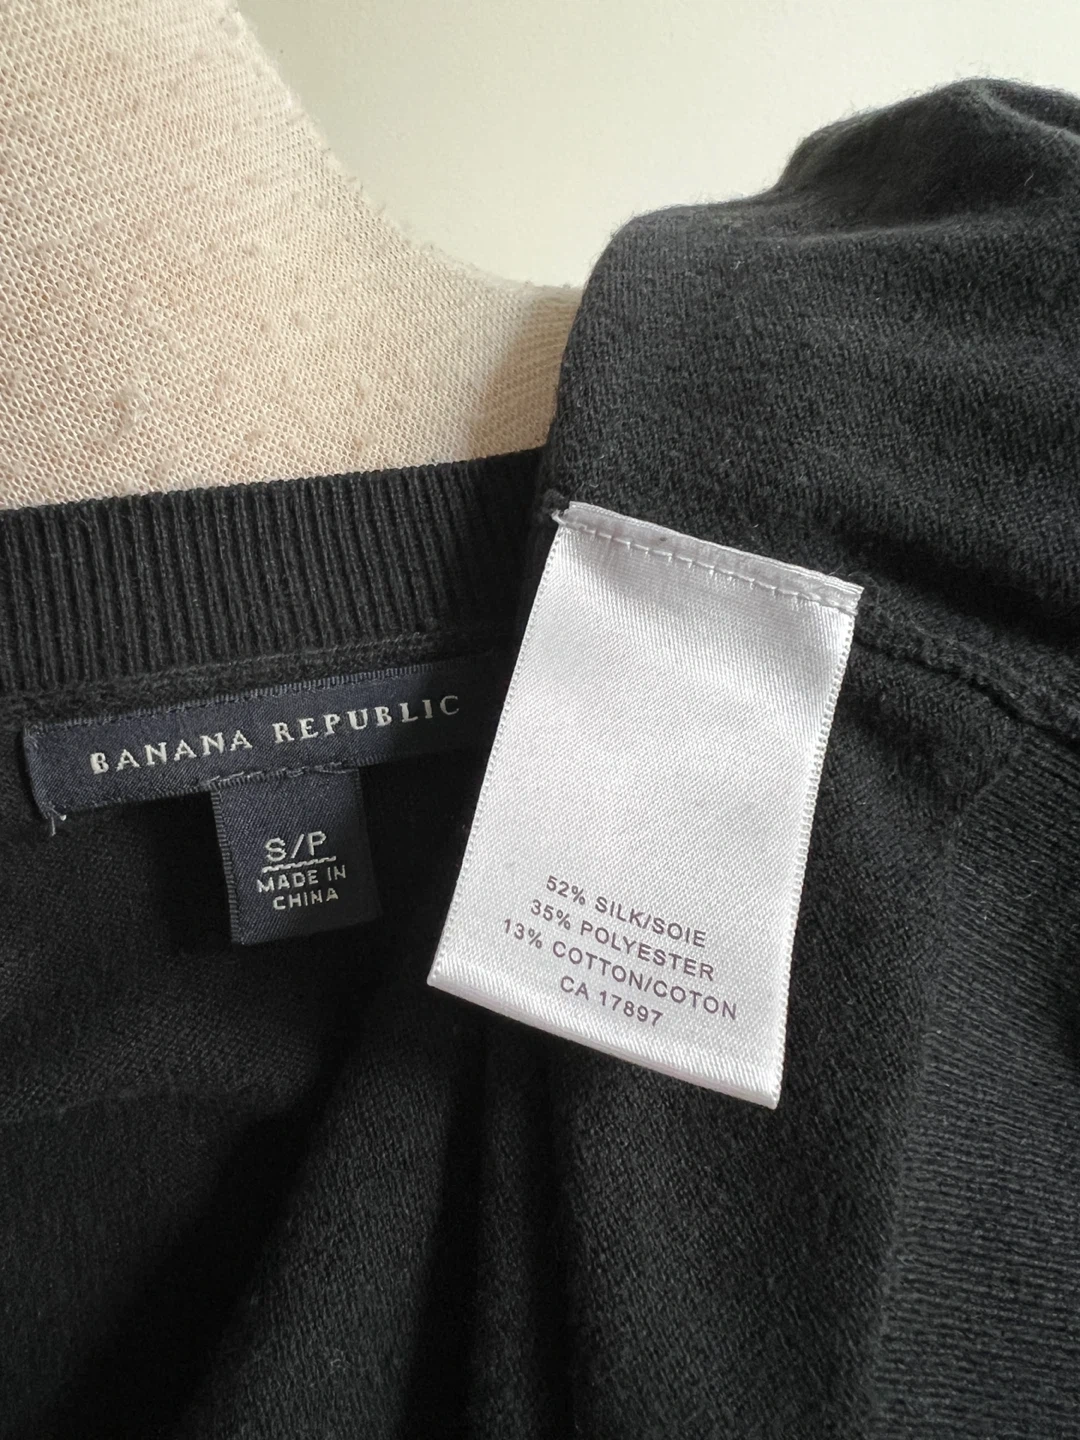 BANANA REPUBLIC
S/P
MADE IN
CHINA
52% SILK/SOIE
35% POLYESTER
13% COTTON/COTON
CA 17897